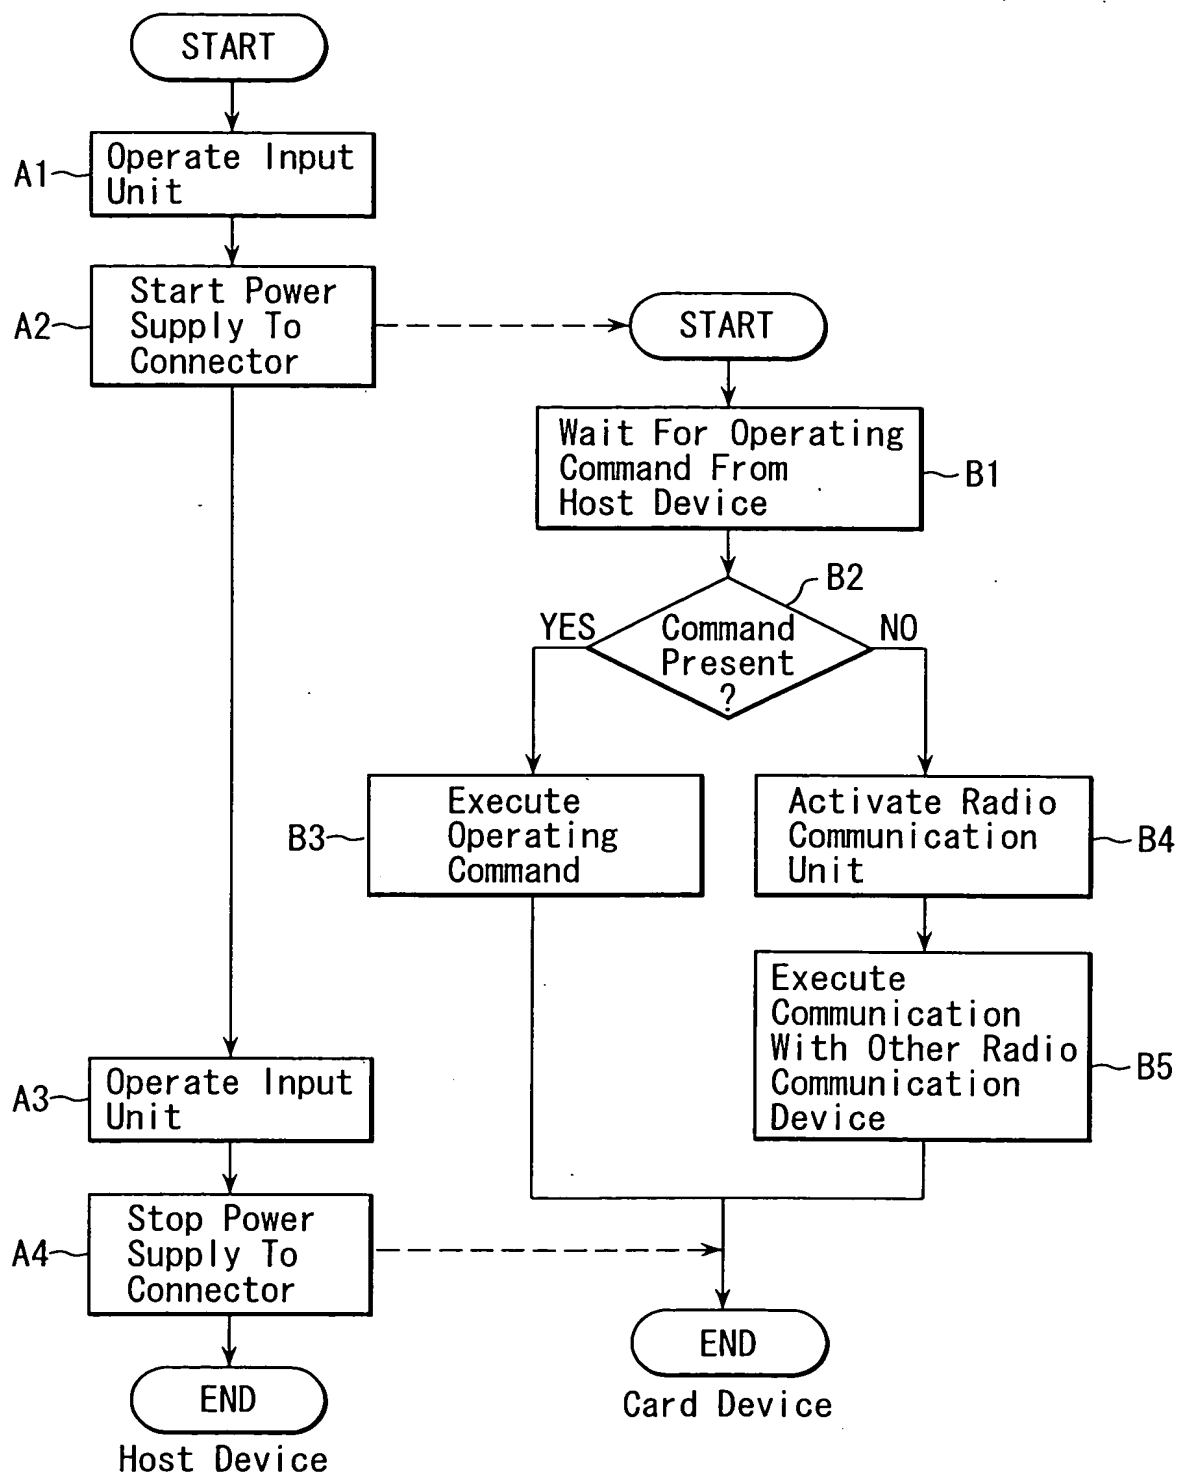 START
A1
Operate Input
Unit
A2
Start Power
Supply To
Connector
START
Wait For Operating
Command From
Host Device
B1
B2
YES
Command
Present
?
NO
B3
Execute
Operating
Command
Activate Radio
Communication
Unit
B4
Execute
Communication
With Other Radio
Communication
Device
B5
A3
Operate Input
Unit
A4
Stop Power
Supply To
Connector
END
Card Device
END
Host Device